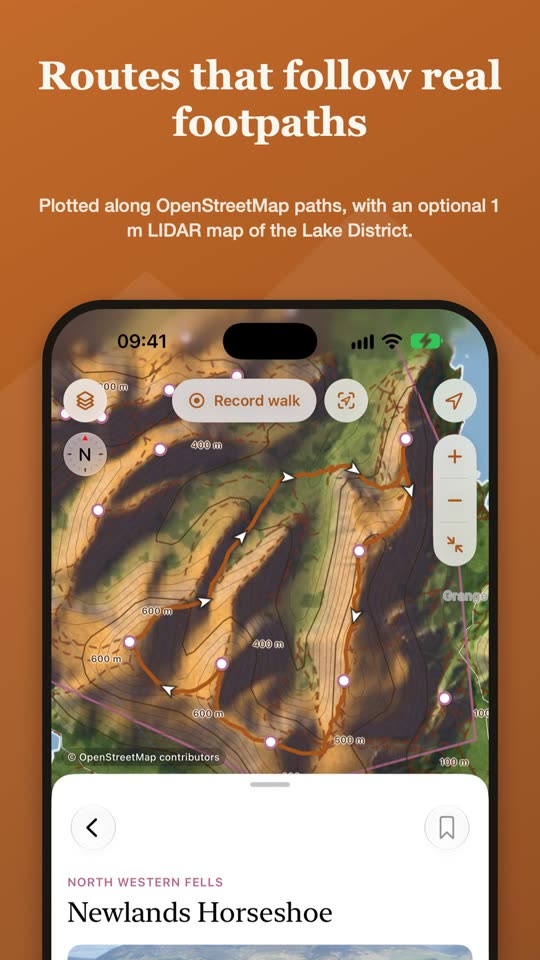 Routes that follow real
footpaths
Plotted along OpenStreetMap paths, with an optional 1
m LIDAR map of the Lake District.
09:41
Record walk
N
400 m
Grange
600 m
400 m
600 m
600 m
500 m
100 m
© OpenStreetMap contributors
NORTH WESTERN FELLS
Newlands Horseshoe